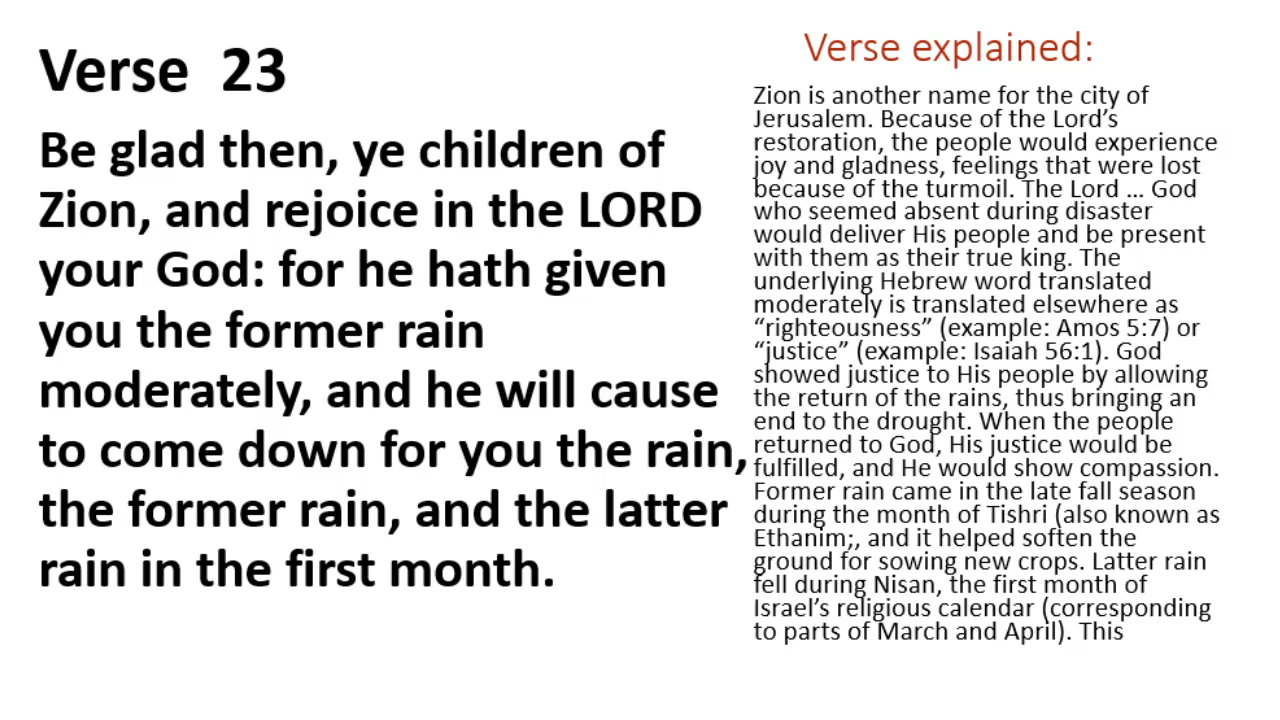 Verse  23
Be glad then, ye children of
Zion, and rejoice in the LORD
your God: for he hath given
you the former rain
moderately, and he will cause
to come down for you the rain,
the former rain, and the latter
rain in the first month.
Verse explained:
Zion is another name for the city of
Jerusalem. Because of the Lord’s
restoration, the people would experience
joy and gladness, feelings that were lost
because of the turmoil. The Lord … God
who seemed absent during disaster
would deliver His people and be present
with them as their true king. The
underlying Hebrew word translated
moderately is translated elsewhere as
“righteousness” (example: Amos 5:7) or
“justice” (example: Isaiah 56:1). God
showed justice to His people by allowing
the return of the rains, thus bringing an
end to the drought. When the people
returned to God, His justice would be
fulfilled, and He would show compassion.
Former rain came in the late fall season
during the month of Tishri (also known as
Ethanim;, and it helped soften the
ground for sowing new crops. Latter rain
fell during Nisan, the first month of
Israel’s religious calendar (corresponding
to parts of March and April). This